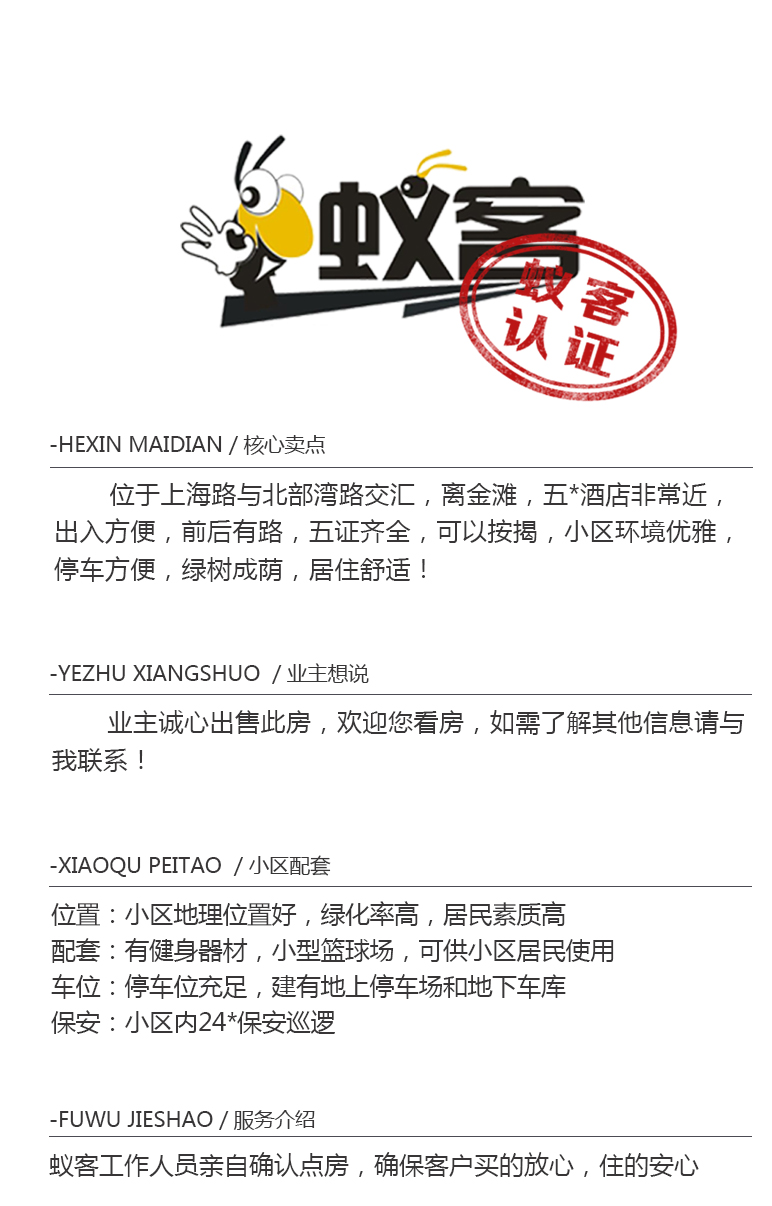 蚁客
蚁客
认证
-HEXIN MAIDIAN / 核心卖点
位于上海路与北部湾路交汇，离金滩，五*酒店非常近，
出入方便，前后有路，五证齐全，可以按揭，小区环境优雅，
停车方便，绿树成荫，居住舒适！
-YEZHU XIANGSHUO / 业主想说
业主诚心出售此房，欢迎您看房，如需了解其他信息请与
我联系！
-XIAOQU PEITAO / 小区配套
位置：小区地理位置好，绿化率高，居民素质高
配套：有健身器材，小型篮球场，可供小区居民使用
车位：停车位充足，建有地上停车场和地下车库
保安：小区内24*保安巡逻
-FUWU JIESHAO / 服务介绍
蚁客工作人员亲自确认点房，确保客户买的放心，住的安心